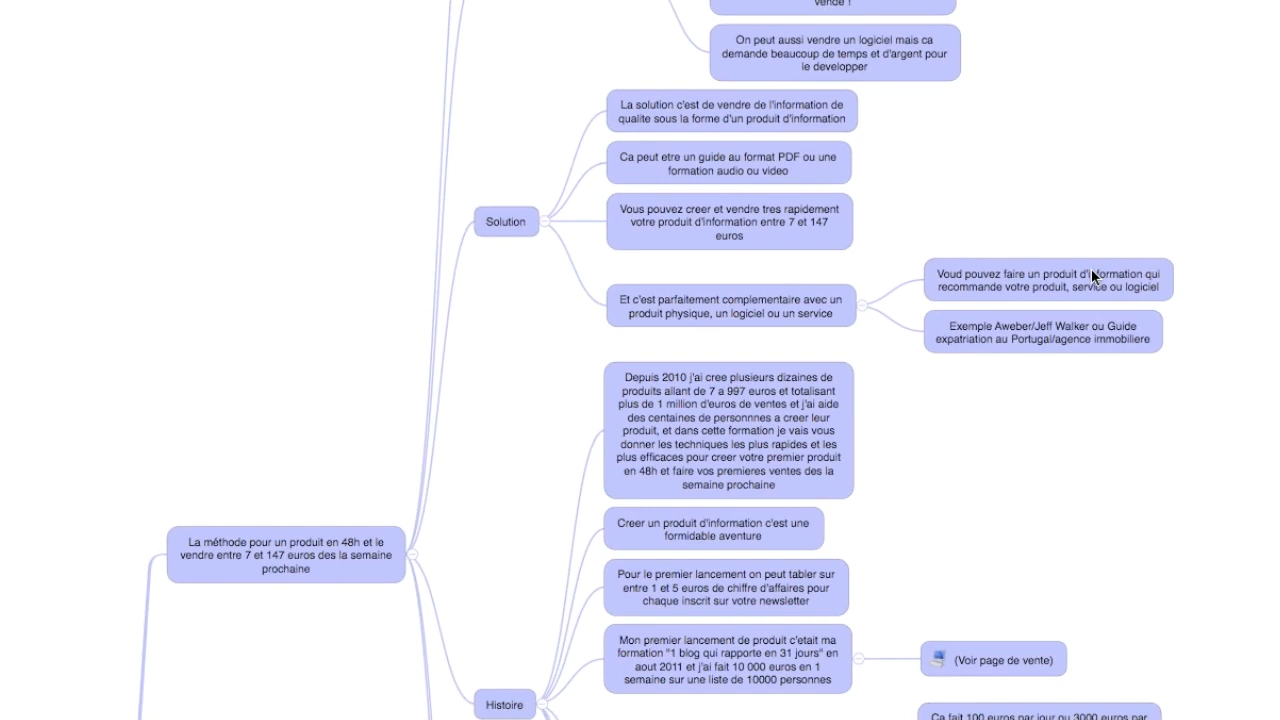 vende !
On peut aussi vendre un logiciel mais ca
demande beaucoup de temps et d'argent pour
le developper
La solution c'est de vendre de l'information de
qualite sous la forme d'un produit d'information
Ca peut etre un guide au format PDF ou une
formation audio ou video
Solution
Vous pouvez creer et vendre tres rapidement
votre produit d'information entre 7 et 147
euros
Et c'est parfaitement complementaire avec un
produit physique, un logiciel ou un service
Voud pouvez faire un produit d'information qui
recommande votre produit, service ou logiciel
Exemple Aweber/Jeff Walker ou Guide
expatriation au Portugal/agence immobiliere
Depuis 2010 j'ai cree plusieurs dizaines de
produits allant de 7 a 997 euros et totalisant
plus de 1 million d'euros de ventes et j'ai aide
des centaines de personnnes a creer leur
produit, et dans cette formation je vais vous
donner les techniques les plus rapides et les
plus efficaces pour creer votre premier produit
en 48h et faire vos premieres ventes des la
semaine prochaine
La méthode pour un produit en 48h et le
vendre entre 7 et 147 euros des la semaine
prochaine
Creer un produit d'information c'est une
formidable aventure
Pour le premier lancement on peut tabler sur
entre 1 et 5 euros de chiffre d'affaires pour
chaque inscrit sur votre newsletter
Mon premier lancement de produit c'etait ma
formation "1 blog qui rapporte en 31 jours" en
aout 2011 et j'ai fait 10 000 euros en 1
semaine sur une liste de 10000 personnes
(Voir page de vente)
Histoire
Ca fait 100 euros par jour ou 3000 euros par